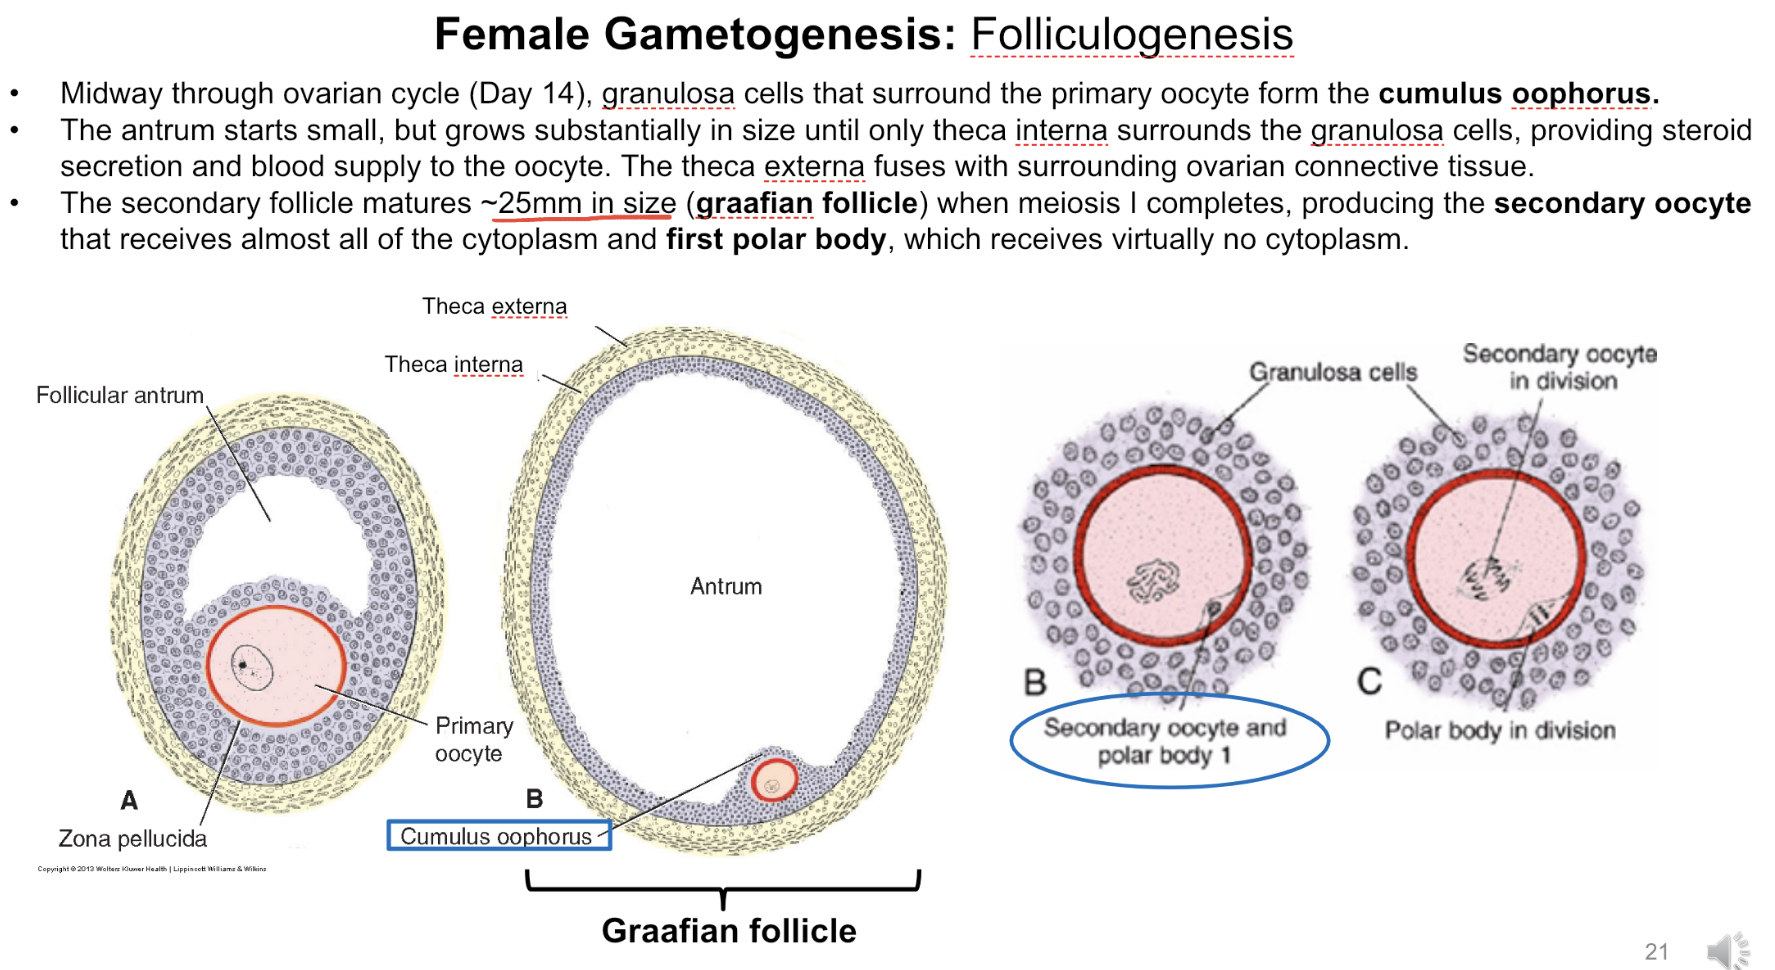 Female Gametogenesis: Folliculogenesis
• Midway through ovarian cycle (Day 14), granulosa cells that surround the primary oocyte form the cumulus oophorus.
• The antrum starts small, but grows substantially in size until only theca interna surrounds the granulosa cells, providing steroid
secretion and blood supply to the oocyte. The theca externa fuses with surrounding ovarian connective tissue.
• The secondary follicle matures ~25mm in size (graafian follicle) when meiosis I completes, producing the secondary oocyte
that receives almost all of the cytoplasm and first polar body, which receives virtually no cytoplasm.
Theca externa
Theca interna
Follicular antrum
Antrum
Primary
oocyte
A
Zona pellucida
B
Cumulus oophorus
Copyright © 2013 Wolters Kluwer Health | Lippincott Williams & Wilkins
Graafian follicle
Granulosa cells
Secondary oocyte
in division
B
Secondary oocyte and
polar body 1
C
Polar body in division
21